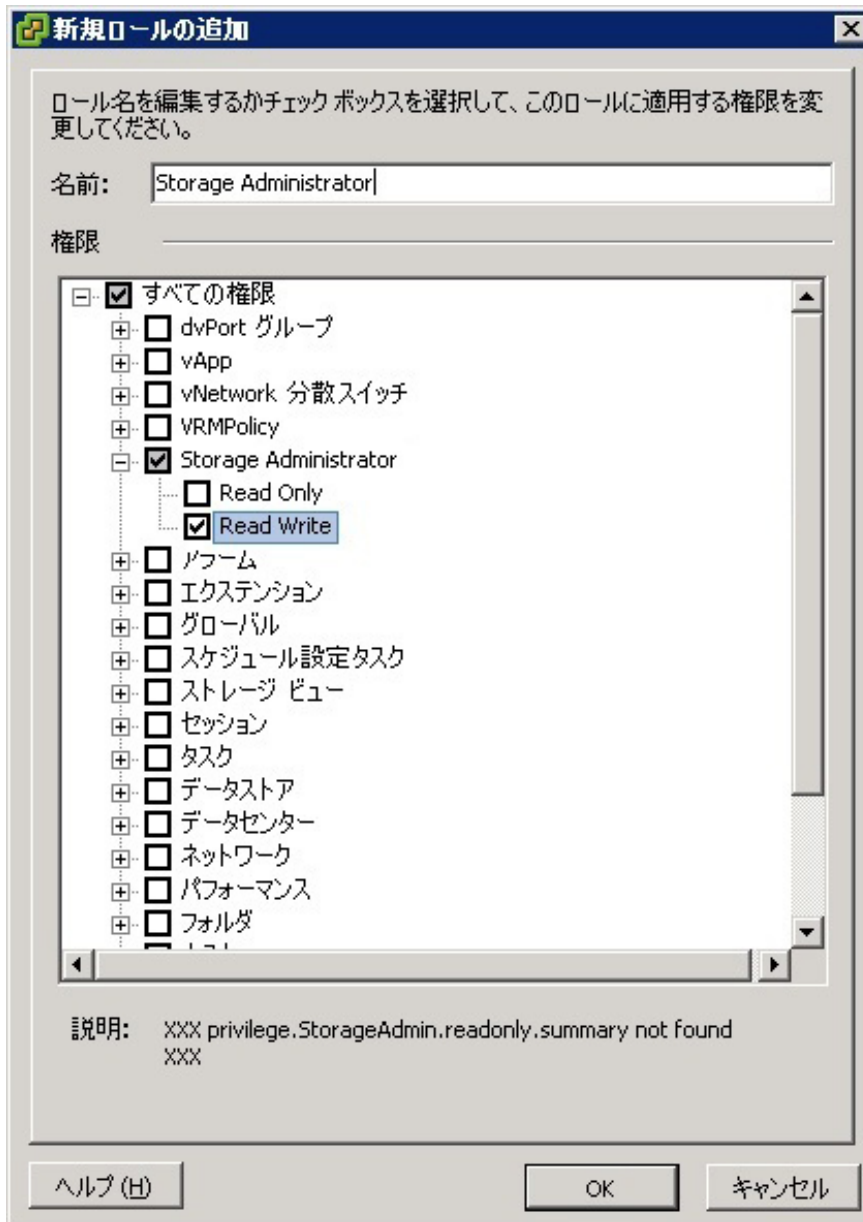 新規ロールの追加
ロール名を編集するかチェック ボックスを選択して、このロールに適用する権限を変
更してください。
名前: Storage Administrator
権限
すべての権限
dvPort グループ
vApp
vNetwork 分散スイッチ
VRMPolicy
Storage Administrator
Read Only
Read Write
アラーム
エクステンション
グローバル
スケジュール設定タスク
ストレージ ビュー
セッション
タスク
データストア
データセンター
ネットワーク
パフォーマンス
フォルダ
説明: XXX privilege.StorageAdmin.readonly.summary not found
XXX
ヘルプ(H) OK キャンセル